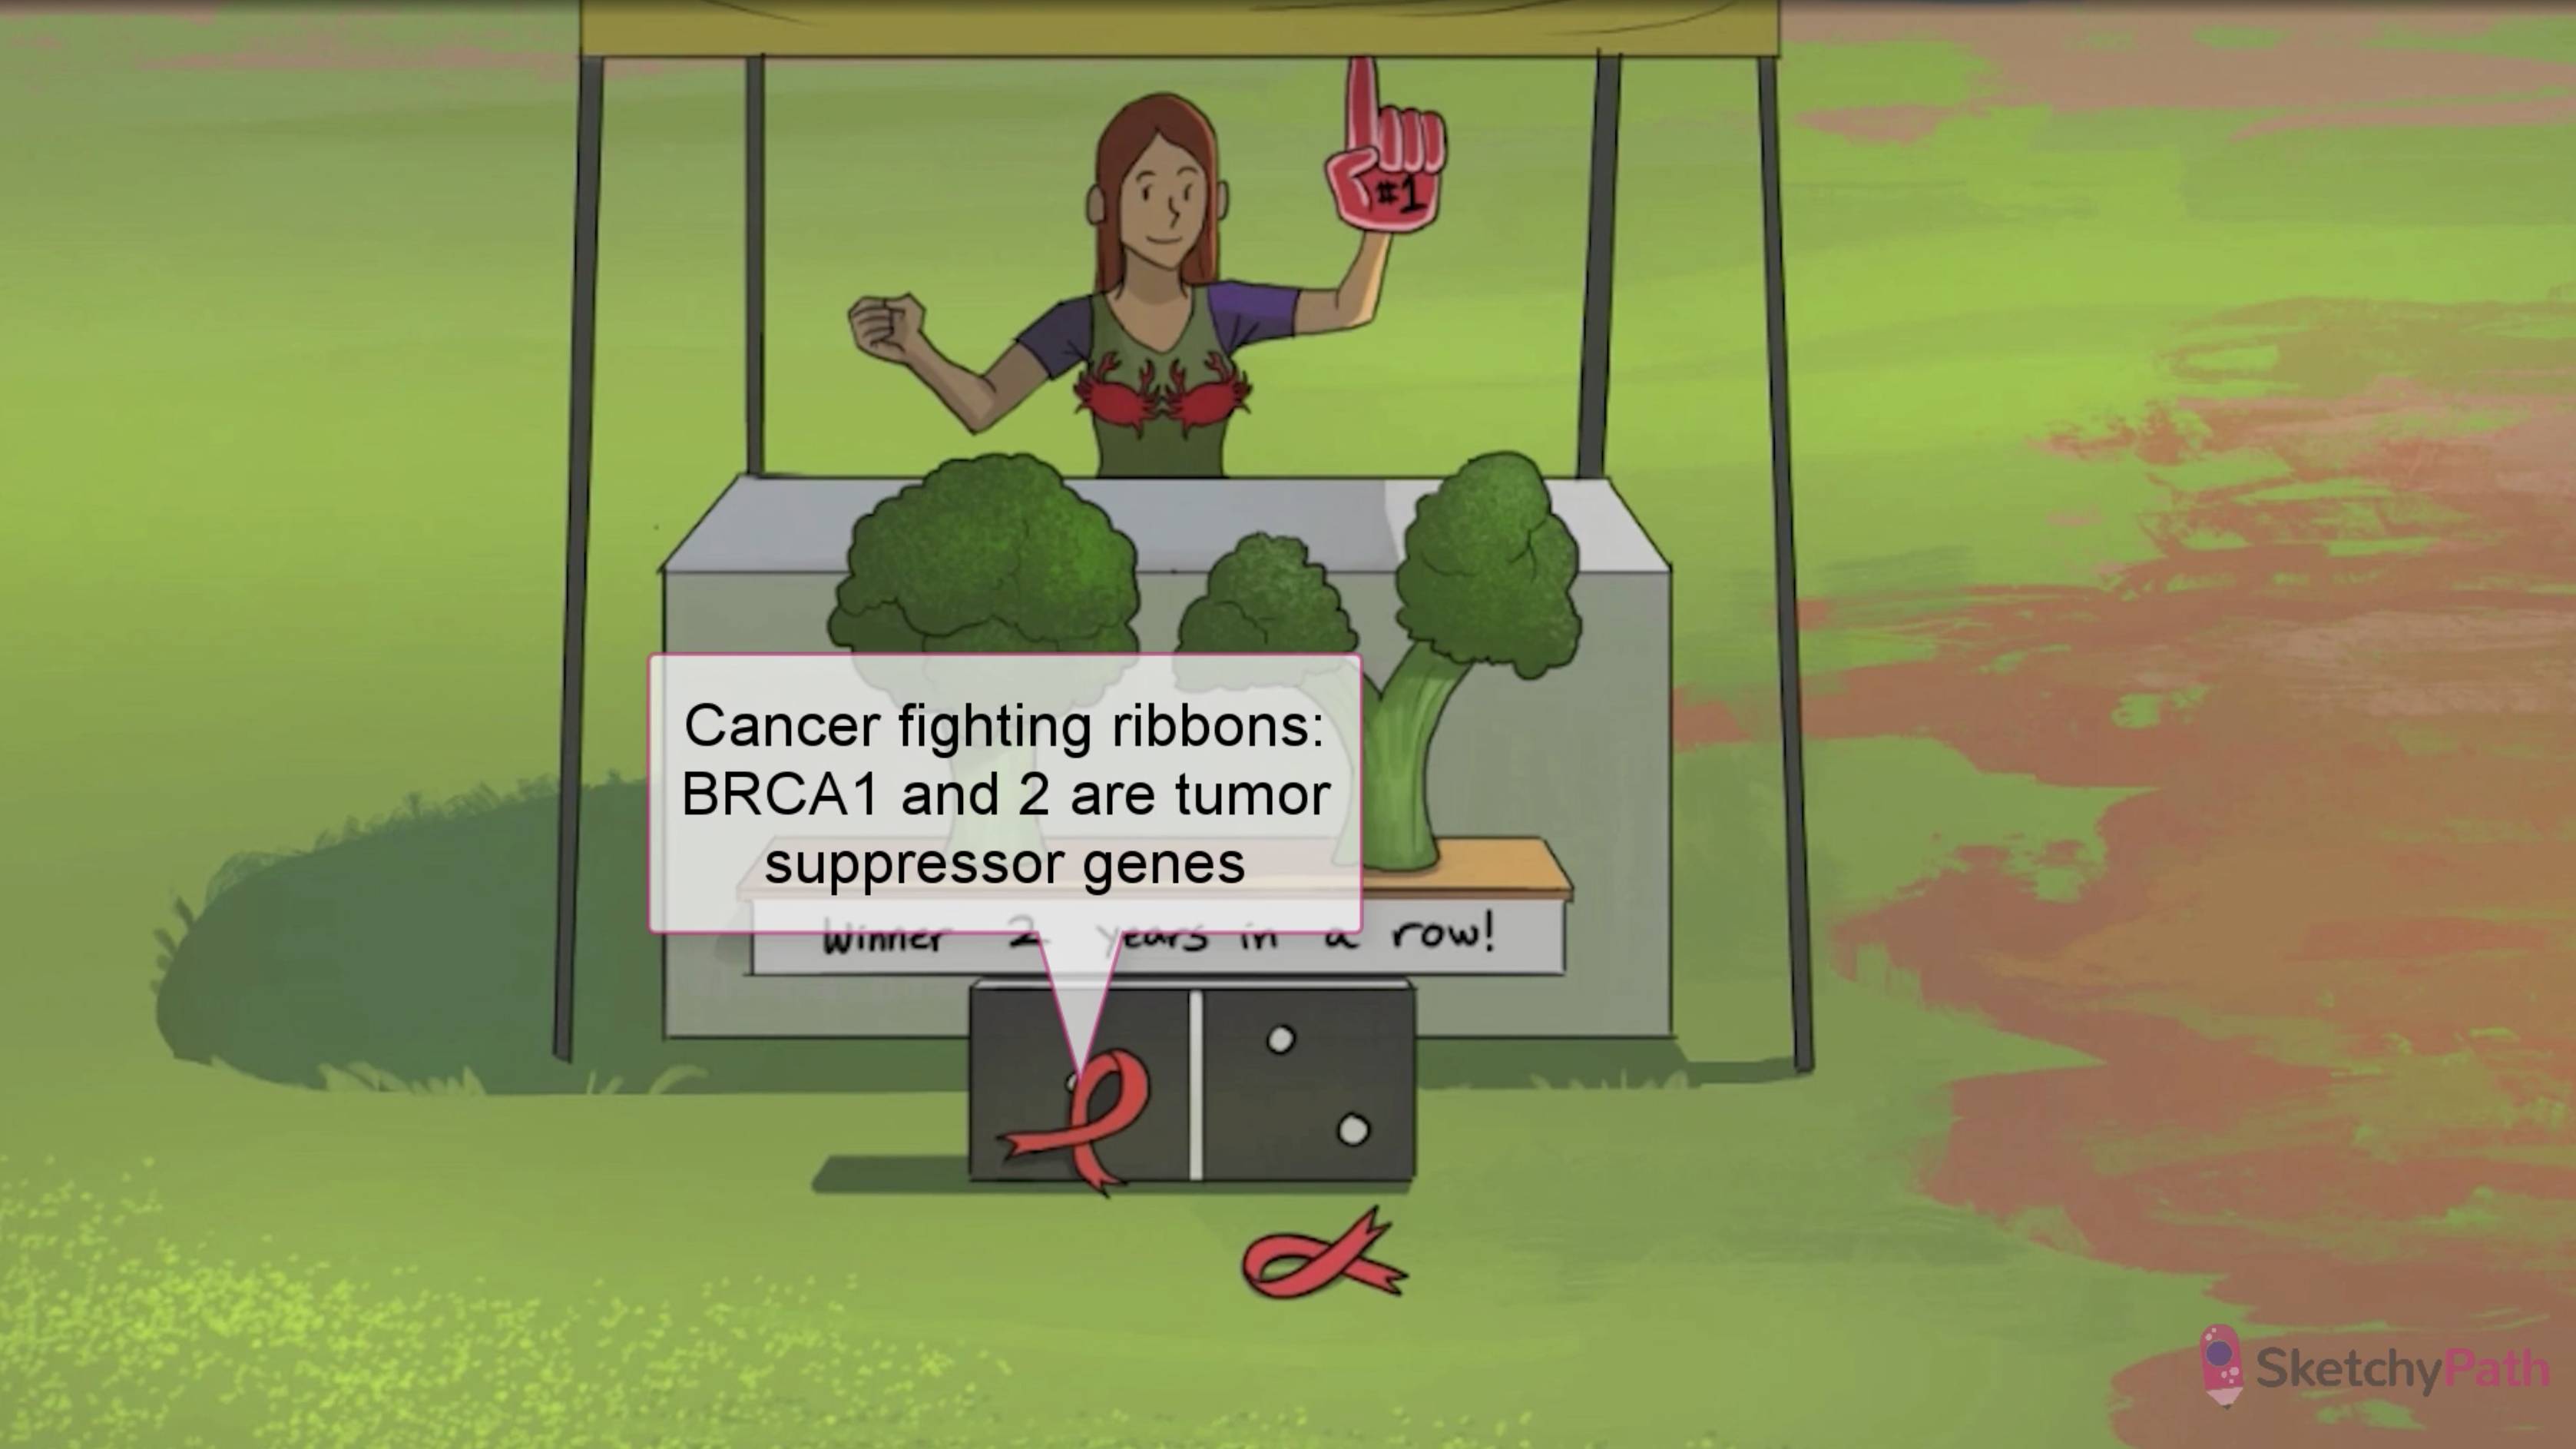 #1
Cancer fighting ribbons:
BRCA1 and 2 are tumor
suppressor genes
Winner 2 years in a row!
SketchyPath